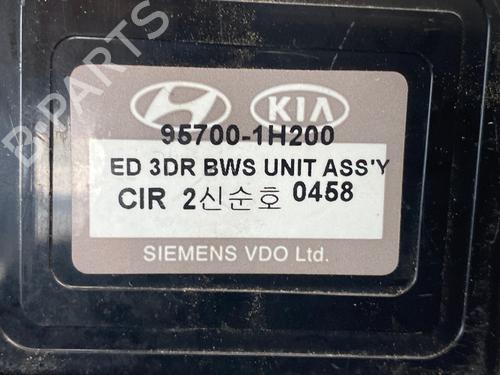 B-PARTS
KIA
95700-1H200
ED 3DR BWS UNIT ASS'Y
CIR 2신순호 0458
SIEMENS VDO Ltd.